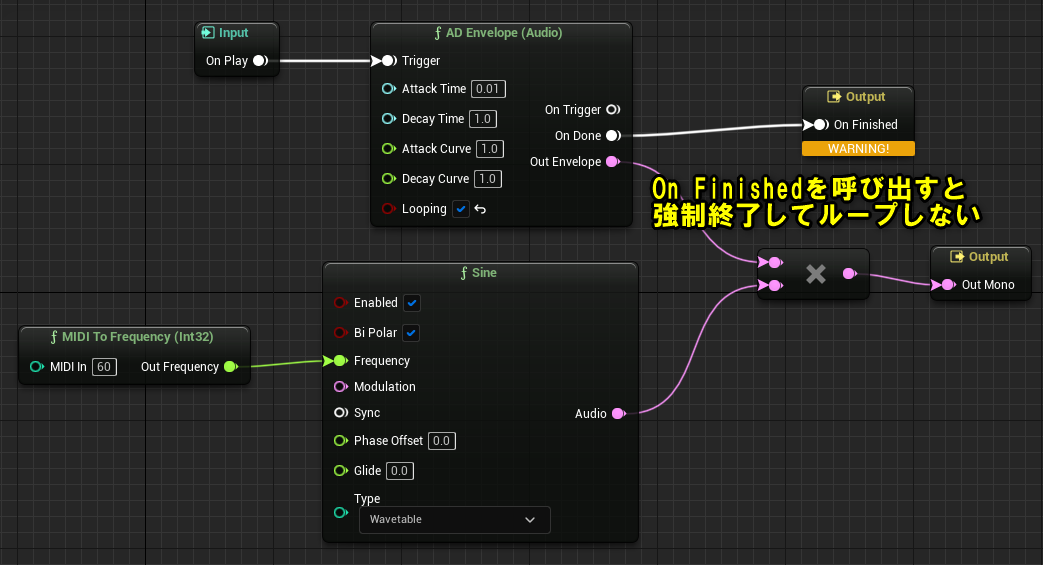 Input
On Play
AD Envelope (Audio)
Trigger
Attack Time 0.01
Decay Time 1.0
Attack Curve 1.0
Decay Curve 1.0
Looping
On Trigger
On Done
Out Envelope
Output
On Finished
WARNING!
On Finishedを呼び出すと
強制終了してループしない
Output
Out Mono
MIDI To Frequency (Int32)
MIDI In 60
Out Frequency
Sine
Enabled
Bi Polar
Frequency
Modulation
Sync
Phase Offset 0.0
Glide 0.0
Type
Wavetable
Audio